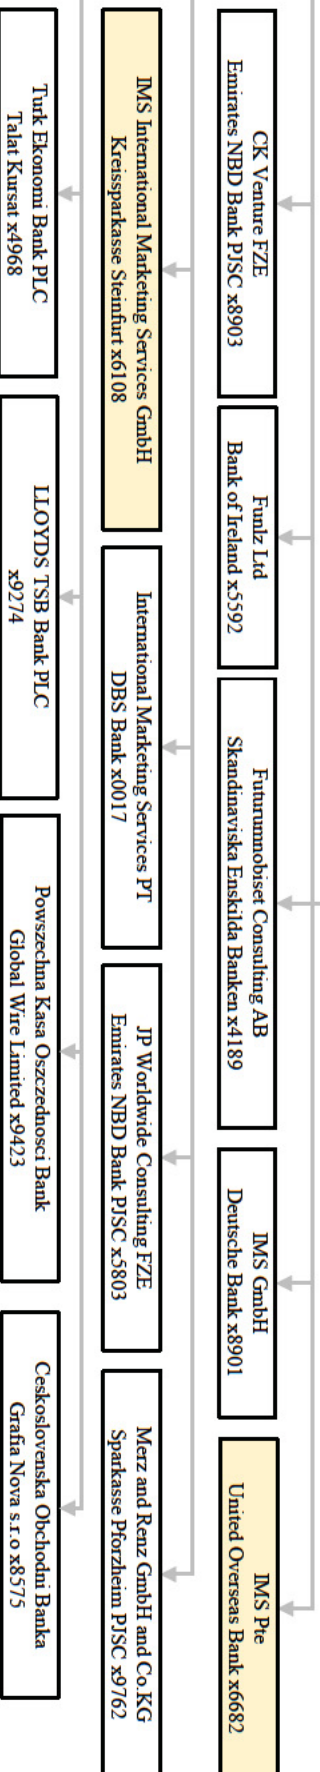 CK Venture FZE
Emirates NBD Bank PJSC x8903
Funlz Ltd
Bank of Ireland x5592
Futurumnobiset Consulting AB
Skandinaviska Enskilda Banken x4189
IMS GmbH
Deutsche Bank x8901
IMS Pte
United Overseas Bank x6682
IMS International Marketing Services GmbH
Kreissparkasse Steinfurt x6108
International Marketing Services PT
DBS Bank x0017
JP Worldwide Consulting FZE
Emirates NBD Bank PJSC x5803
Merz and Renz GmbH and Co.KG
Sparkasse Pforzheim PJSC x9762
Turk Ekonomi Bank PLC
Talat Kursat x4968
LLOYDS TSB Bank PLC
x9274
Powszechna Kasa Oszczednosci Bank
Global Wire Limited x9423
Ceskoslovenska Obchodni Banka
Grafia Nova s.r.o x8575